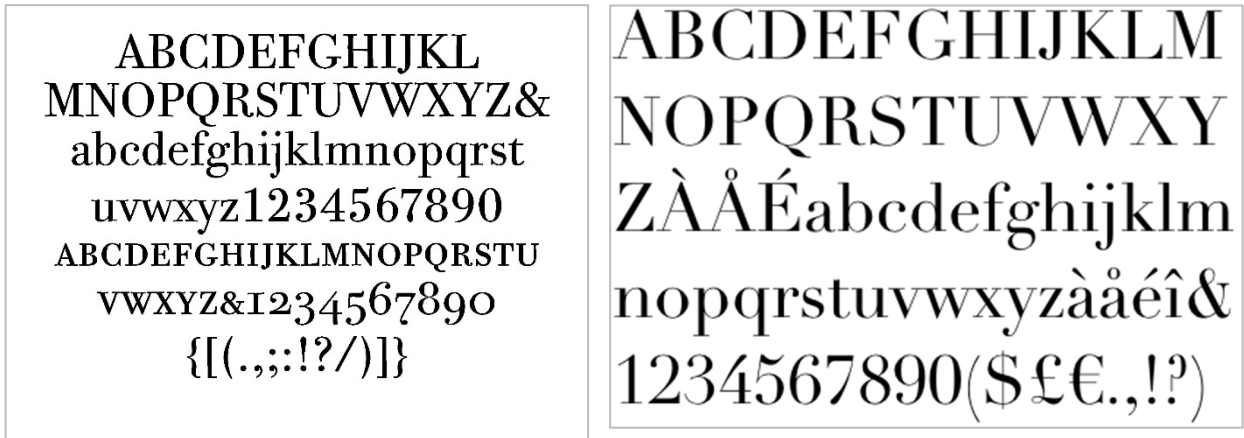 ABCDEFGHIJKL
MNOPQRSTUVWXYZ&
abcdefghijklmnopqrst
uvwxyz1234567890
ABCDEFGHIJKLMNOPQRSTU
VWXYZ&1234567890
{[(.,;:!?/)]}
ABCDEFGHIJKLM
NOPQRSTUVWXY
ZÀÅÉabcdefghijklm
nopqrstuvwxyzàåéî&
1234567890($£€.,!?)